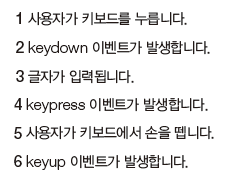 1 사용자가 키보드를 누릅니다.
2 keydown 이벤트가 발생합니다.
3 글자가 입력됩니다.
4 keypress 이벤트가 발생합니다.
5 사용자가 키보드에서 손을 뗍니다.
6 keyup 이벤트가 발생합니다.